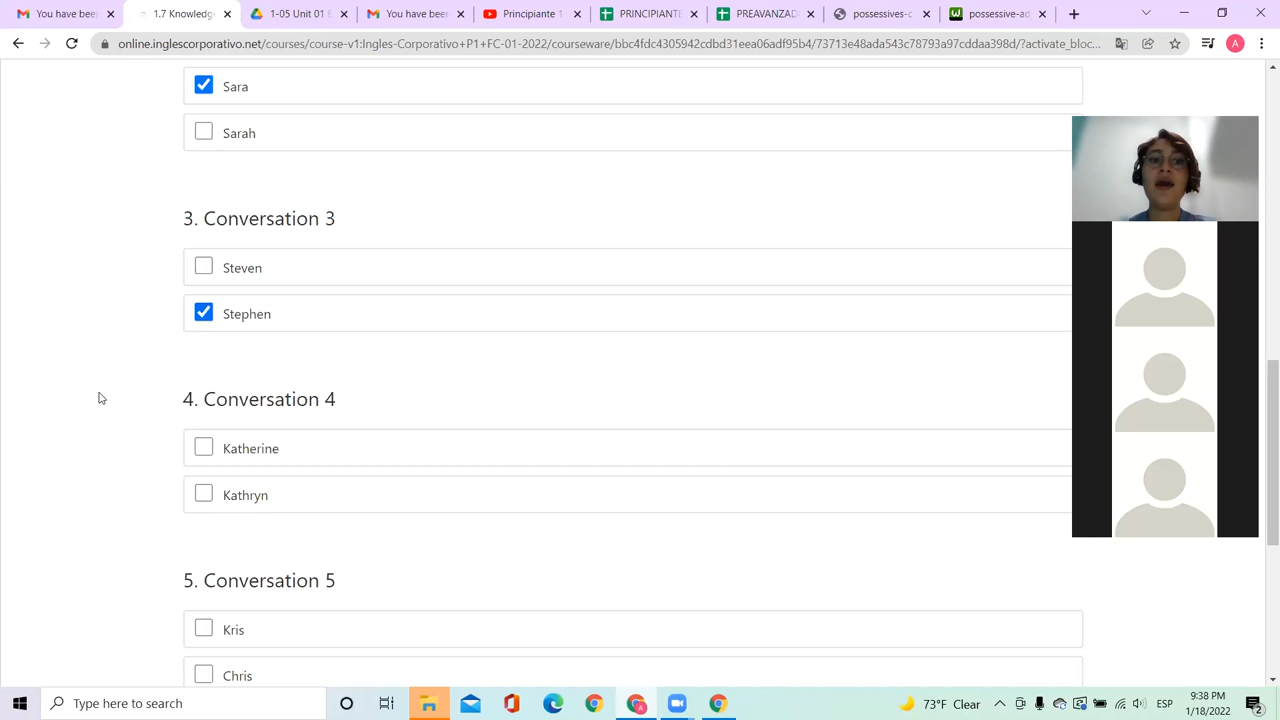 You have bee
1.7 Knowledg
1-05 Unit 01 E
You have bee
Principiante 1
PRINCIPIANTE
PREAVANZAD
possessives-c
possessive-a
online.inglescorporativo.net/courses/course-v1:Ingles-Corporativo+P1+FC-01-2022/courseware/bbc4fdc4305942cdbd31eea06adf95b4/73713e48ada543c78793a97cddaa398d/?activate_bloc...
A
Sara
Sarah
3. Conversation 3
Steven
Stephen
4. Conversation 4
Katherine
Kathryn
5. Conversation 5
Kris
Chris
Type here to search
A
73°F Clear
ESP
9:38 PM
1/18/2022
2